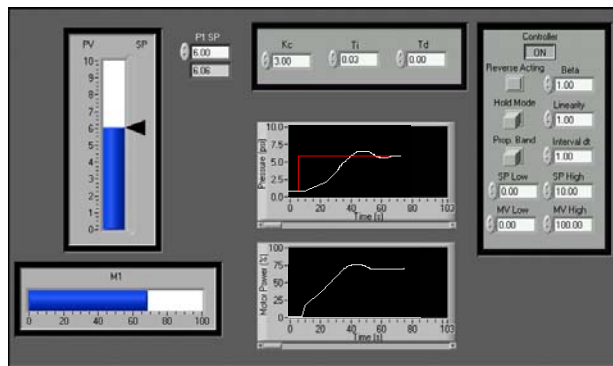 PV SP
10
9
8
7
6
5
4
3
2
1
0
P1 SP
6.00
6.06
Kc Ti Td
3.00 0.03 0.00
Controller
ON
Reverse Acting Beta
1.00
Hold Mode Linearity
1.00
Prop. Band Interval dt
1.00
SP Low SP High
0.00 10.00
MV Low MV High
0.00 100.00
Pressure [psi]
10.0
7.5
5.0
2.5
0.0
0 20 40 60 80 103
Time [s]
Motor Power [%]
100
75
50
25
0
0 20 40 60 80 103
Time [s]
M1
0 20 40 60 80 100